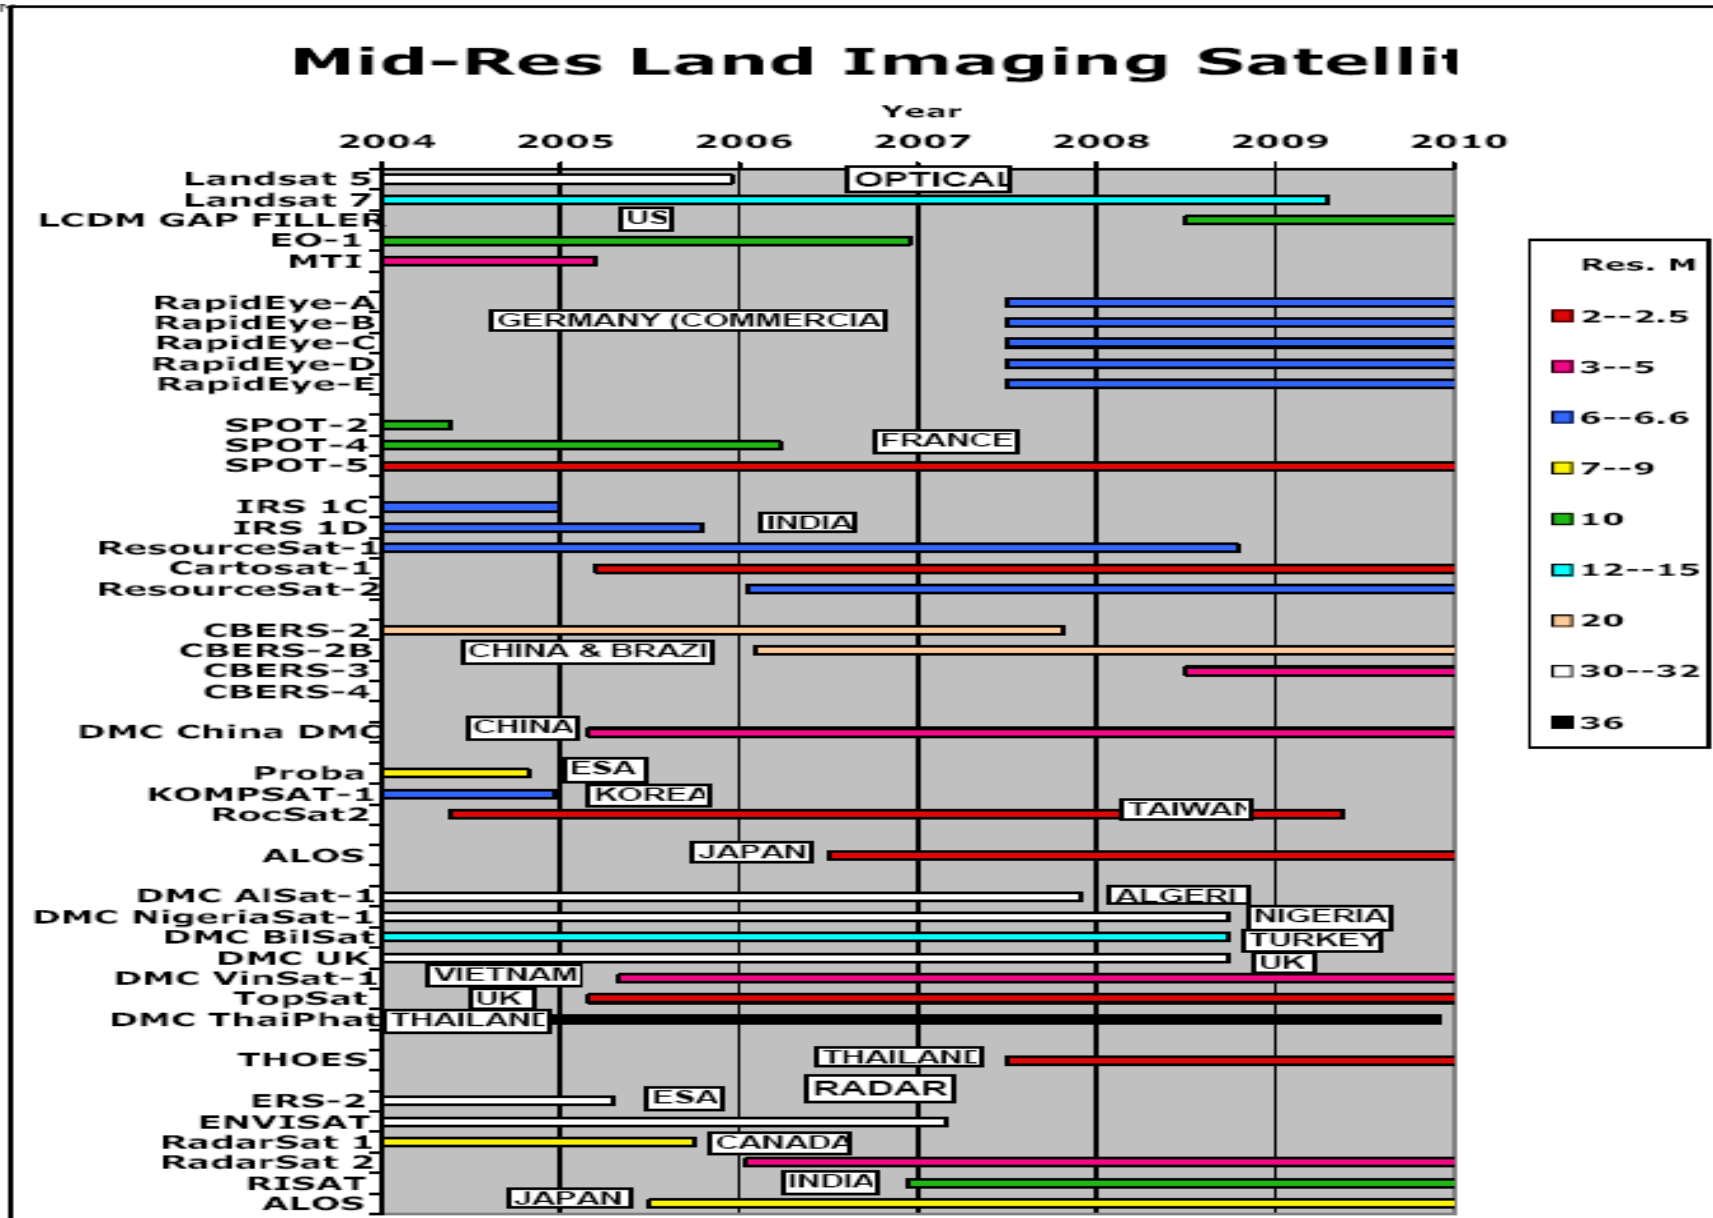 Mid-Res Land Imaging Satellit
Year
2004 2005 2006 2007 2008 2009 2010
Landsat 5 OPTICAL
Landsat 7
LCDM GAP FILLER US
EO-1
MTI
RapidEye-A
RapidEye-B GERMANY (COMMERCIA
RapidEye-C
RapidEye-D
RapidEye-E
SPOT-2
SPOT-4 FRANCE
SPOT-5
IRS 1C
IRS 1D INDIA
ResourceSat-1
Cartosat-1
ResourceSat-2
CBERS-2
CBERS-2B CHINA & BRAZI
CBERS-3
CBERS-4
DMC China DMC CHINA
Proba ESA
KOMPSAT-1 KOREA
RocSat2 TAIWAN
ALOS JAPAN
DMC AlSat-1 ALGERI
DMC NigeriaSat-1 NIGERIA
DMC BilSat TURKEY
DMC UK UK
DMC VinSat-1 VIETNAM
TopSat UK
DMC ThaiPhat THAILAND
THOES THAILAND
RADAR
ERS-2 ESA
ENVISAT
RadarSat 1 CANADA
RadarSat 2
RISAT INDIA
ALOS JAPAN
Res. M
2--2.5
3--5
6--6.6
7--9
10
12--15
20
30--32
36